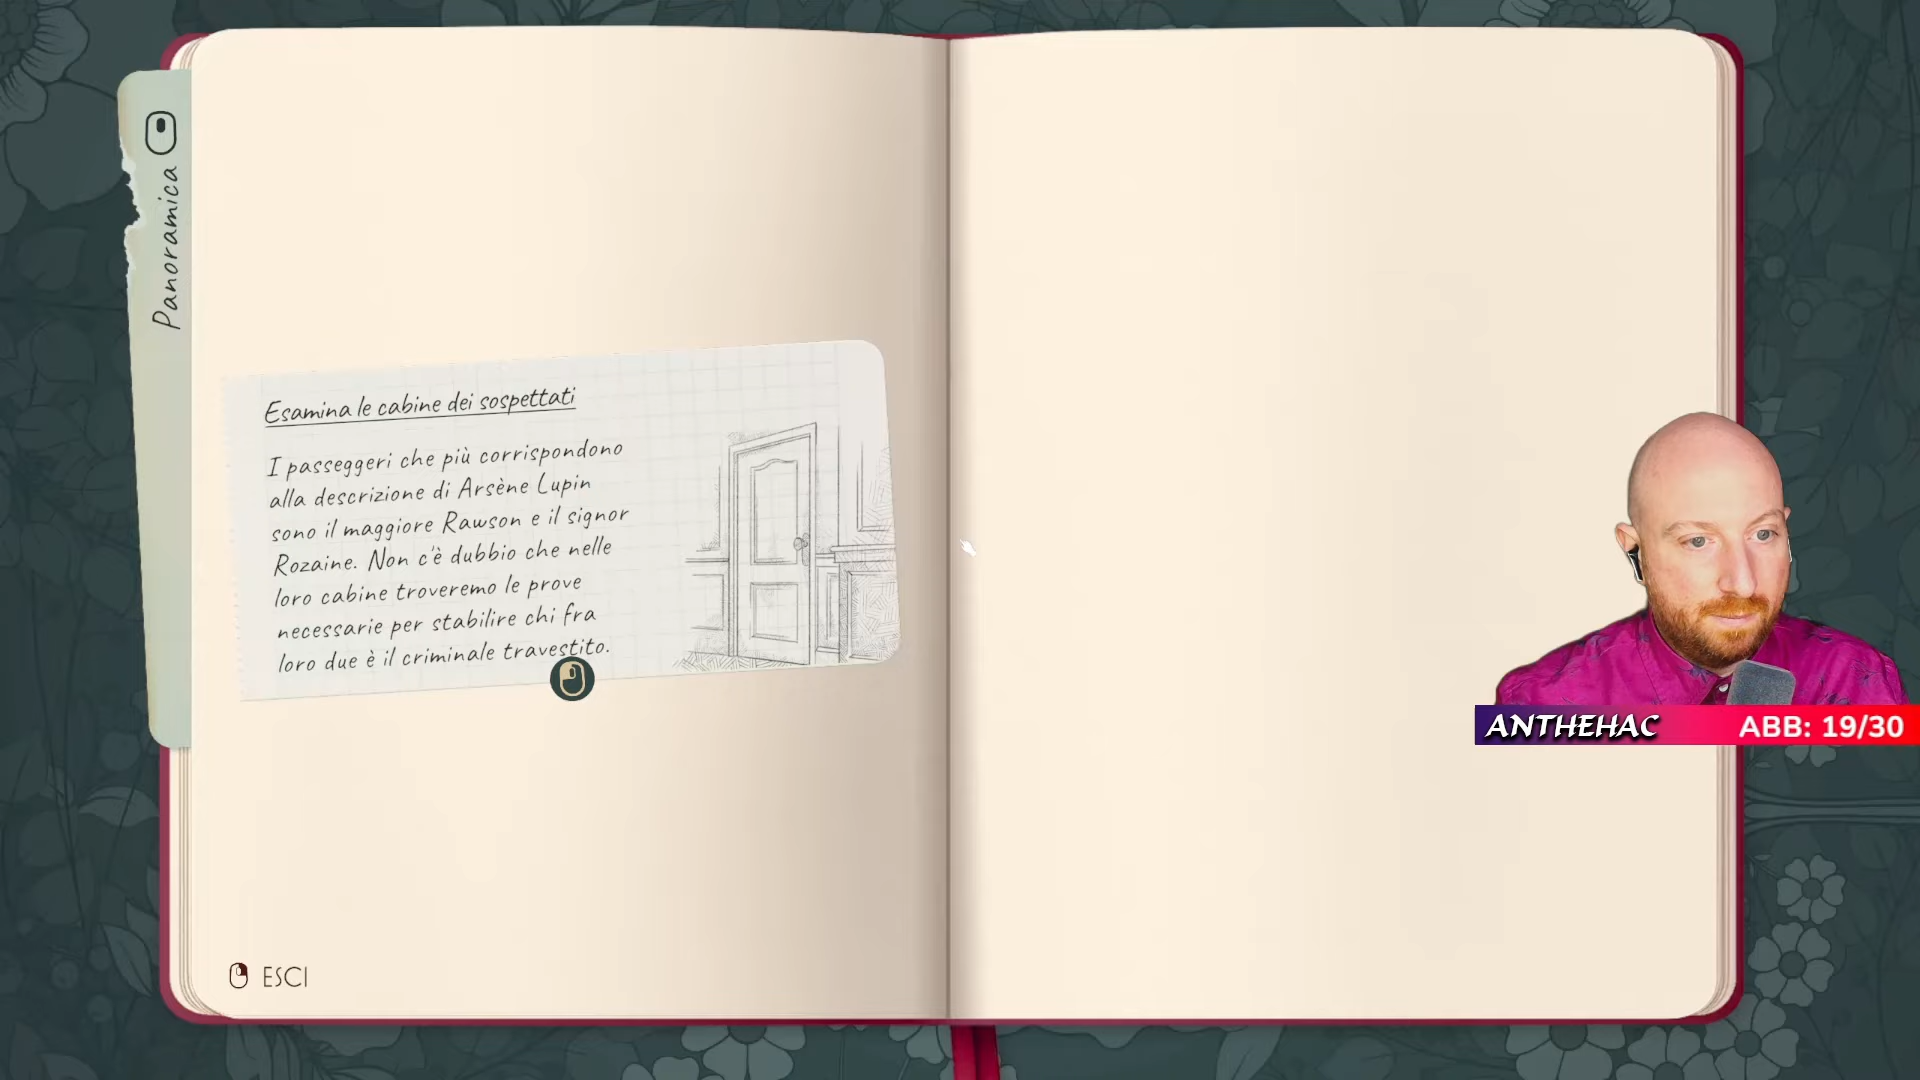 Panoramica
Esamina le cabine dei sospettati
I passeggeri che più corrispondono
alla descrizione di Arsène Lupin
sono il maggiore Rawson e il signor
Rozaine. Non c'è dubbio che nelle
loro cabine troveremo le prove
necessarie per stabilire chi fra
loro due è il criminale travestito.
ANTHEHAC ABB: 19/30
ESCI